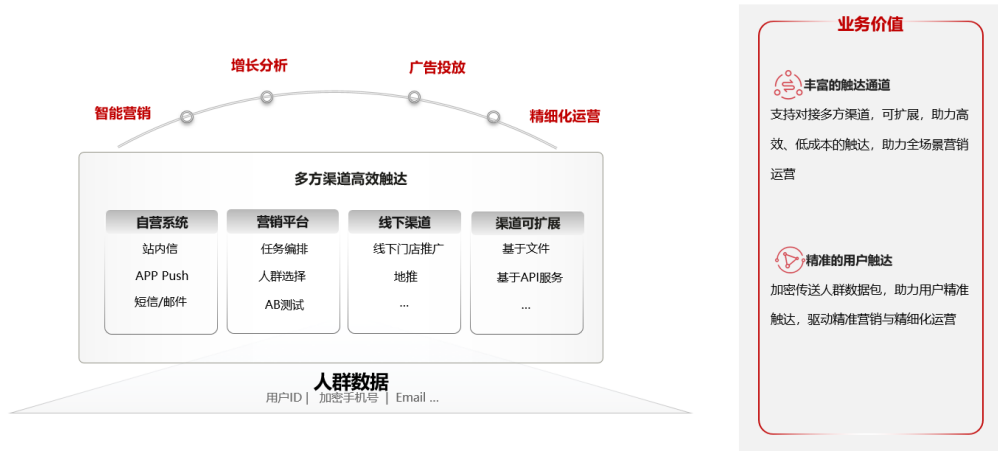 增长分析
广告投放
智能营销
精细化运营
多方渠道高效触达
自营系统
站内信
APP Push
短信/邮件
营销平台
任务编排
人群选择
AB测试
线下渠道
线下门店推广
地推
...
渠道可扩展
基于文件
基于API服务
...
人群数据
用户ID | 加密手机号 | Email ...
业务价值
丰富的触达通道
支持对接多方渠道，可扩展，助力高
效、低成本的触达，助力全场景营销
运营
精准的用户触达
加密传送人群数据包，助力用户精准
触达，驱动精准营销与精细化运营